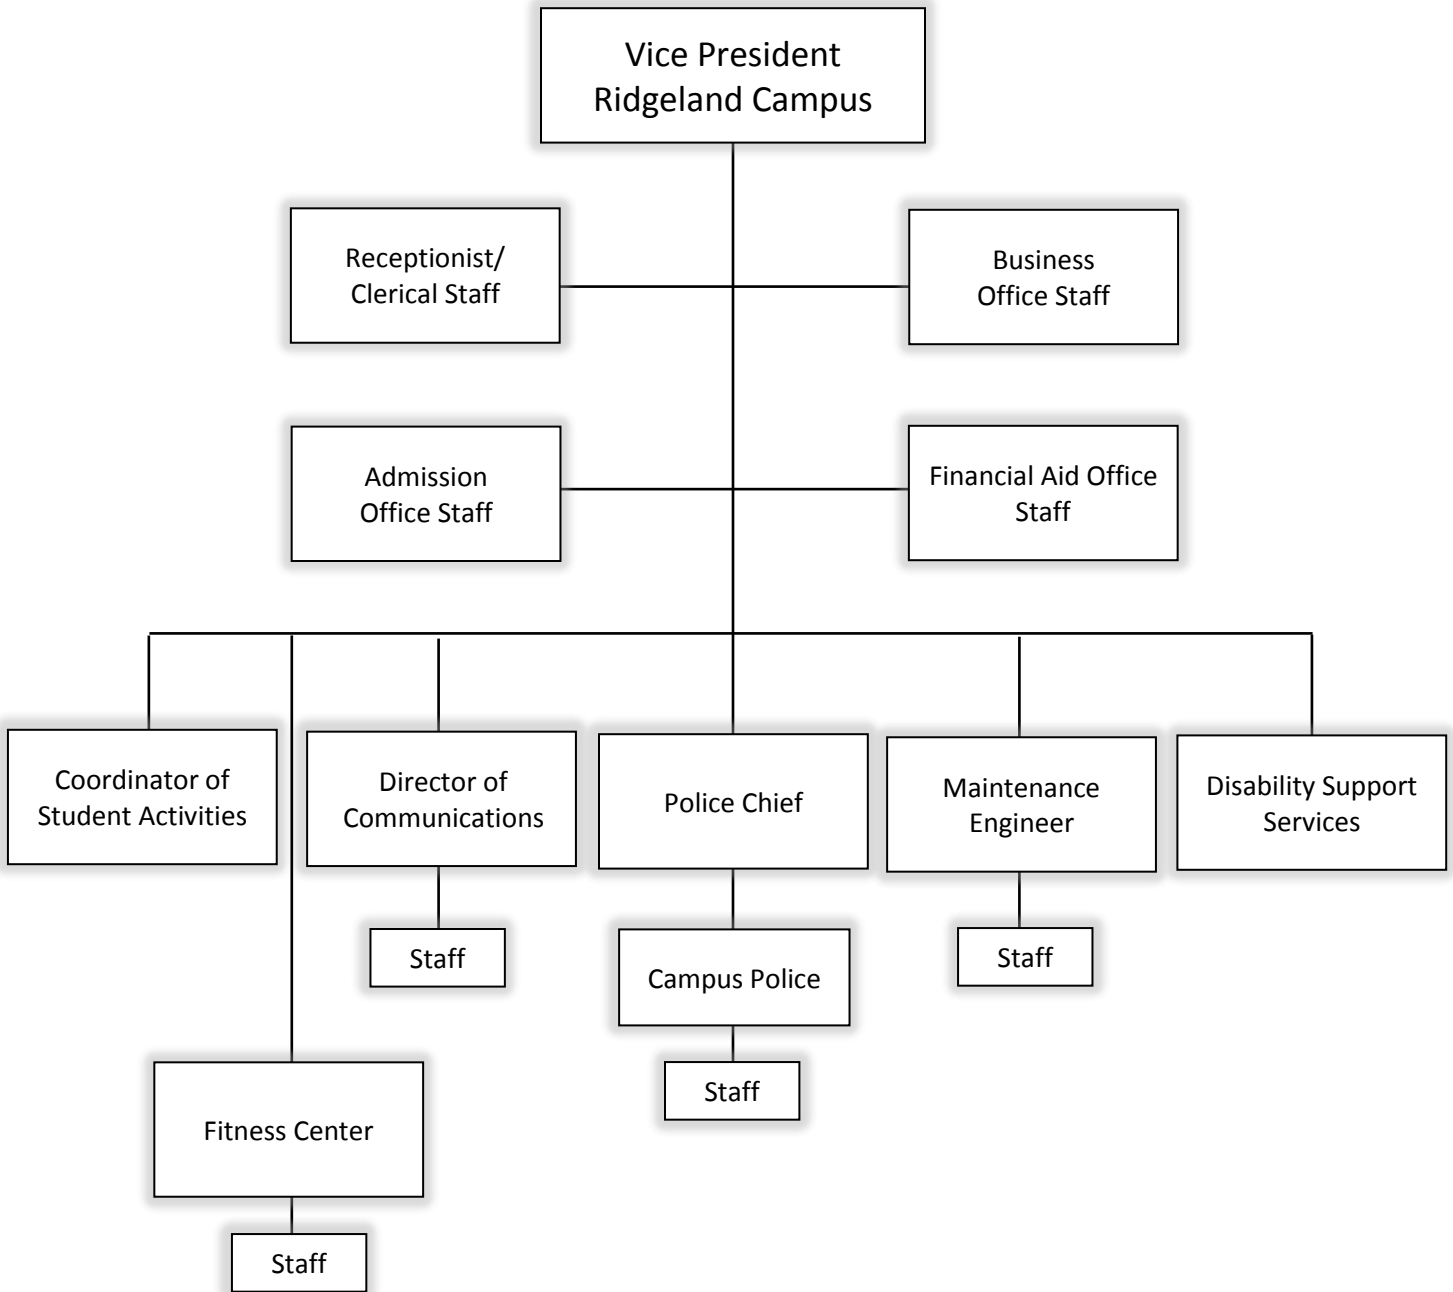 Vice President
Ridgeland Campus
Receptionist/
Clerical Staff
Business
Office Staff
Admission
Office Staff
Financial Aid Office
Staff
Coordinator of
Student Activities
Director of
Communications
Police Chief
Maintenance
Engineer
Disability Support
Services
Staff
Campus Police
Staff
Staff
Fitness Center
Staff